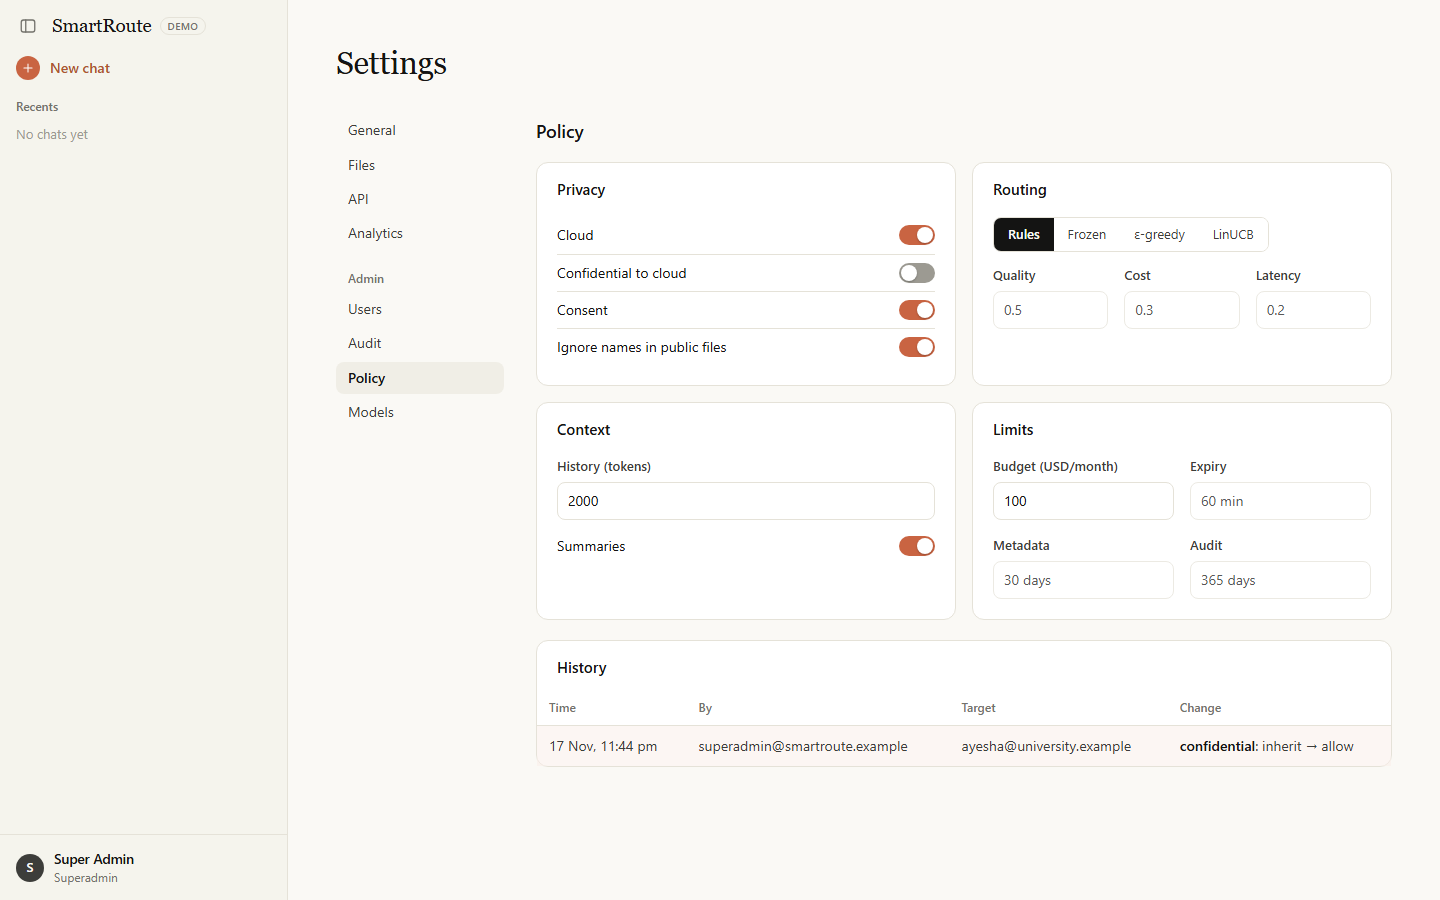 SmartRoute DEMO
New chat
Recents
No chats yet
Super Admin
S
Superadmin
Settings
General
Files
API
Analytics
Admin
Users
Audit
Policy
Models
Policy
Privacy
Cloud
Confidential to cloud
Consent
Ignore names in public files
Routing
Rules Frozen ε-greedy LinUCB
Quality Cost Latency
0.5 0.3 0.2
Context
History (tokens)
2000
Summaries
Limits
Budget (USD/month) Expiry
100 60 min
Metadata Audit
30 days 365 days
History
Time By Target Change
17 Nov, 11:44 pm superadmin@smartroute.example ayesha@university.example confidential: inherit → allow